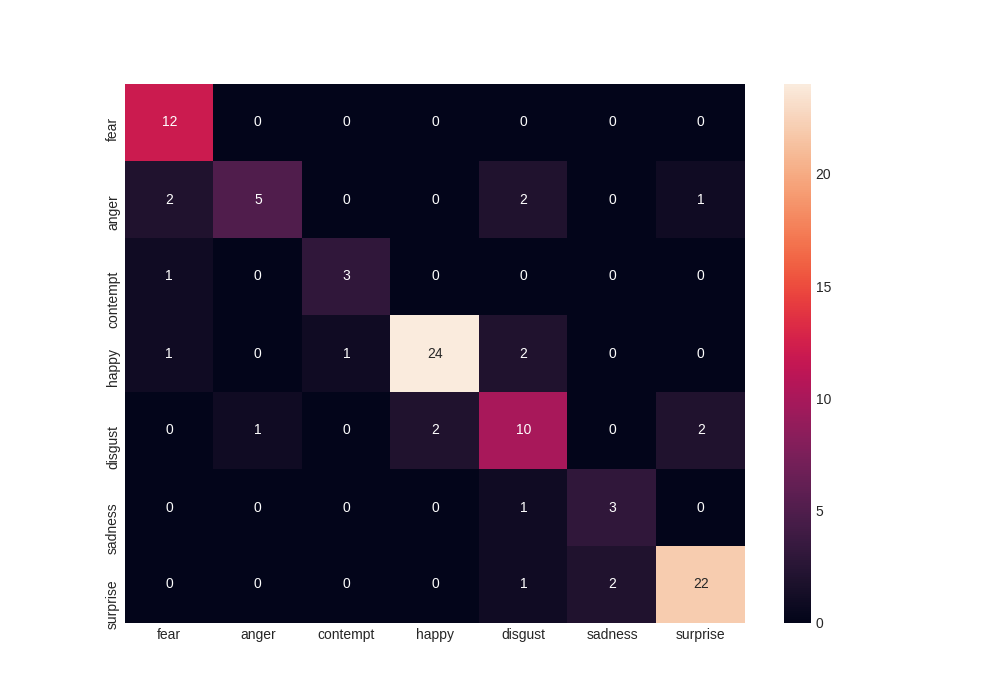 fear 12 0 0 0 0 0 0
anger 2 5 0 0 2 0 1
contempt 1 0 3 0 0 0 0
happy 1 0 1 24 2 0 0
disgust 0 1 0 2 10 0 2
sadness 0 0 0 0 1 3 0
surprise 0 0 0 0 1 2 22
fear anger contempt happy disgust sadness surprise
20
15
10
5
0